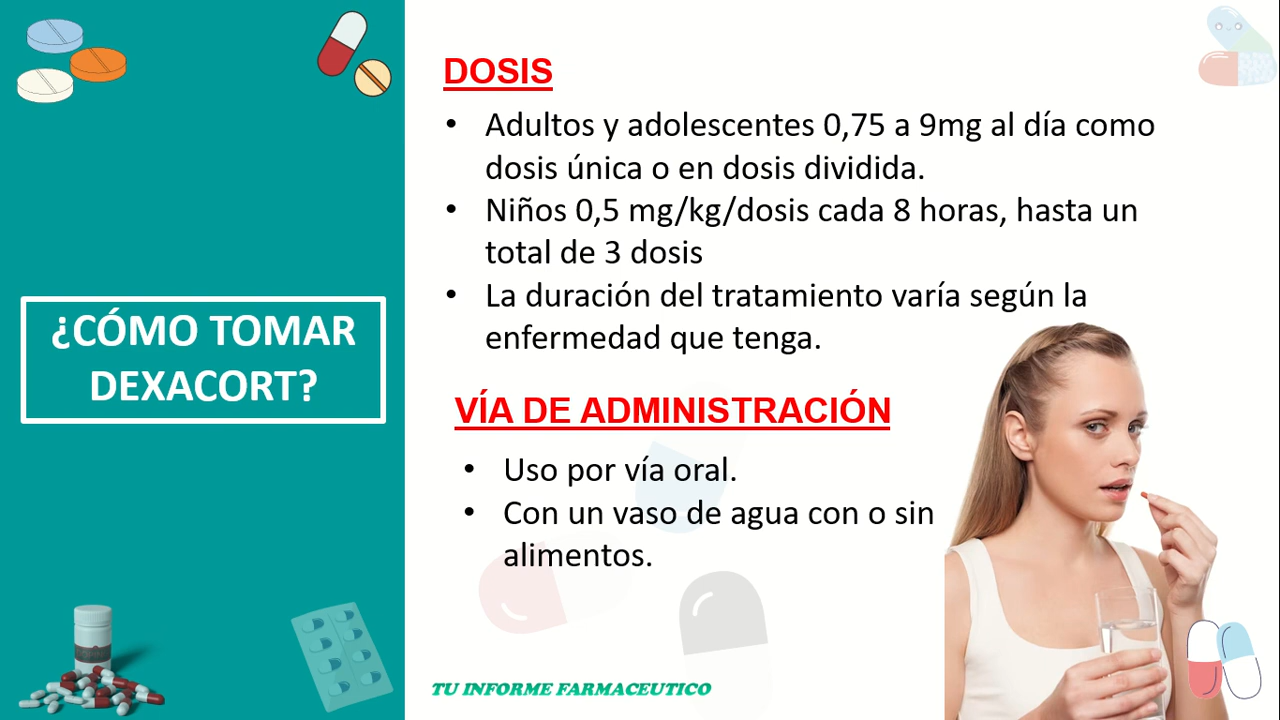 ¿CÓMO TOMAR
DEXACORT?
DOSIS
• Adultos y adolescentes 0,75 a 9mg al día como
dosis única o en dosis dividida.
• Niños 0,5 mg/kg/dosis cada 8 horas, hasta un
total de 3 dosis
• La duración del tratamiento varía según la
enfermedad que tenga.
VÍA DE ADMINISTRACIÓN
• Uso por vía oral.
• Con un vaso de agua con o sin
alimentos.
TU INFORME FARMACEUTICO